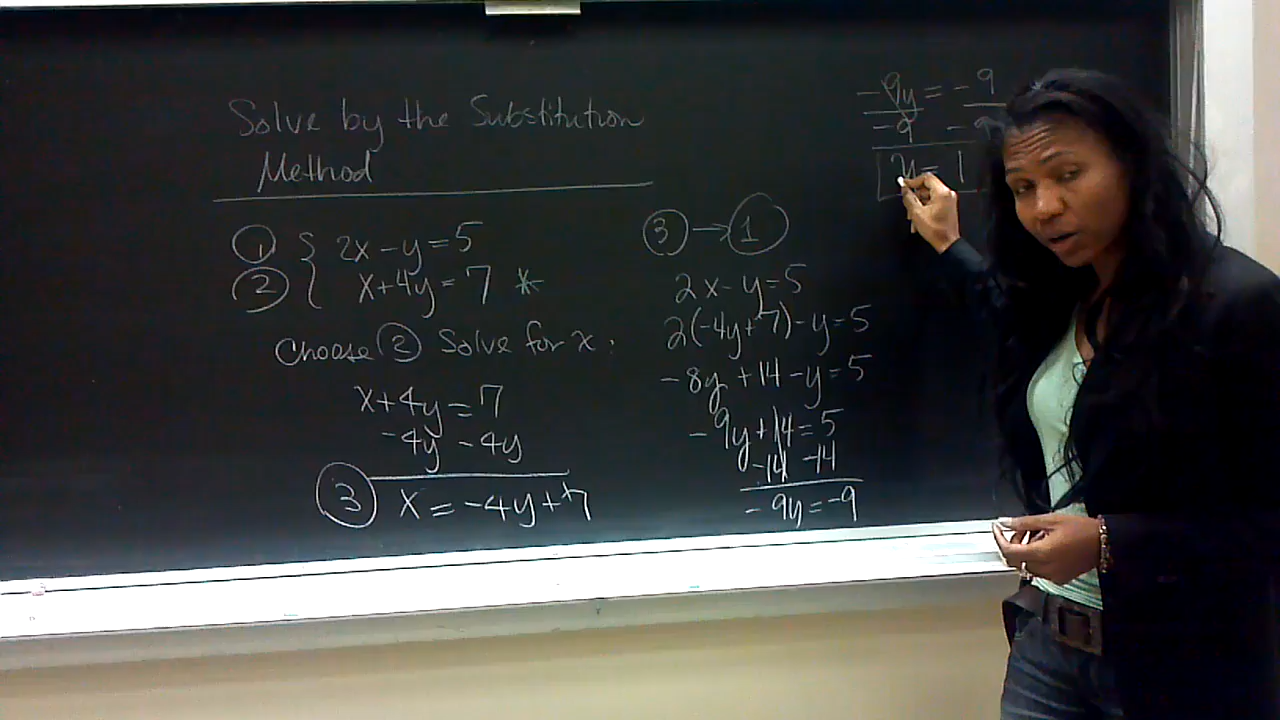 Solve by the Substitution
Method
① { 2x - y = 5
② { x + 4y = 7 *
Choose ② Solve for x:
x + 4y = 7
-4y -4y
③ x = -4y + 7
③ → ①
2x - y = 5
2(-4y + 7) - y = 5
-8y + 14 - y = 5
-9y + 14 = 5
-14 -14
-9y = -9
-9y = -9
-9 -9
y = 1